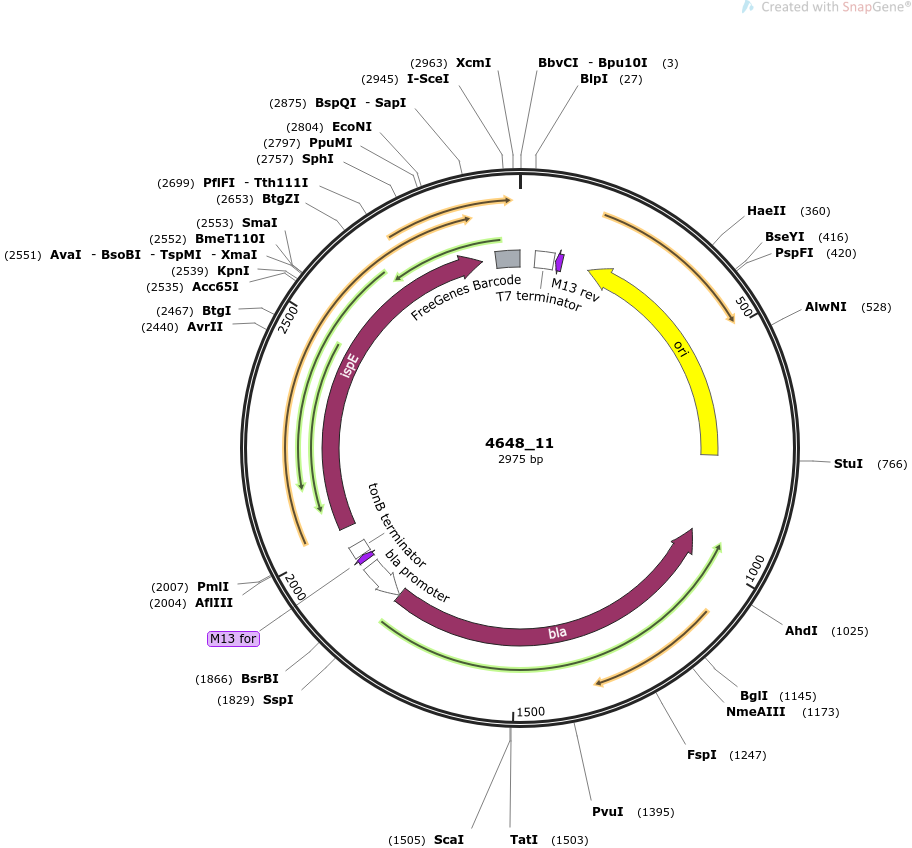 Created with SnapGene®
(2963) XcmI
BbvCI - Bpu10I (3)
(2945) I-SceI
BlpI (27)
(2875) BspQI - SapI
(2804) EcoNI
(2797) PpuMI
(2757) SphI
(2699) PflFI - Tth111I
(2653) BtgZI
(2553) SmaI
(2552) BmeT110I
(2551) AvaI - BsoBI - TspMI - XmaI
(2539) KpnI
(2535) Acc65I
(2467) BtgI
(2440) AvrII
HaeII (360)
BseYI (416)
PspFI (420)
AlwNI (528)
StuI (766)
500
2500
FreeGenes Barcode
T7 terminator
M13 rev
ori
IspE
4648_11
2975 bp
tonB terminator
bla promoter
bla
2000
1000
1500
(2007) PmlI
(2004) AflIII
M13 for
(1866) BsrBI
(1829) SspI
AhdI (1025)
BglI (1145)
NmeAIII (1173)
FspI (1247)
PvuI (1395)
(1505) ScaI
TatI (1503)